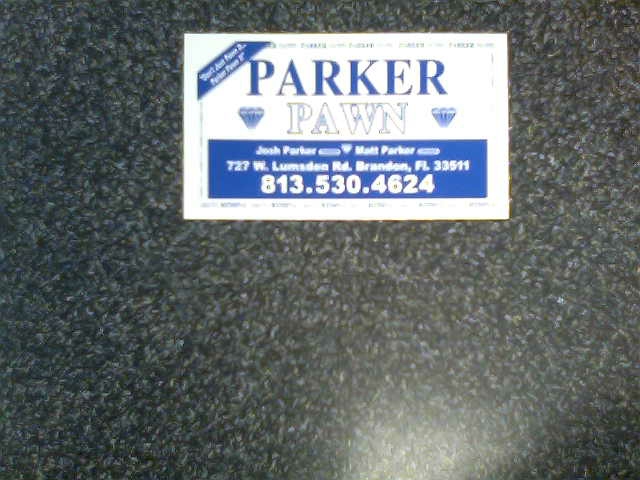 "Don't Just Pawn It...
Parker Pawn It"
PARKER
PAWN
Josh Parker Matt Parker
727 W. Lumsden Rd. Brandon, Fl. 33511
813.530.4624